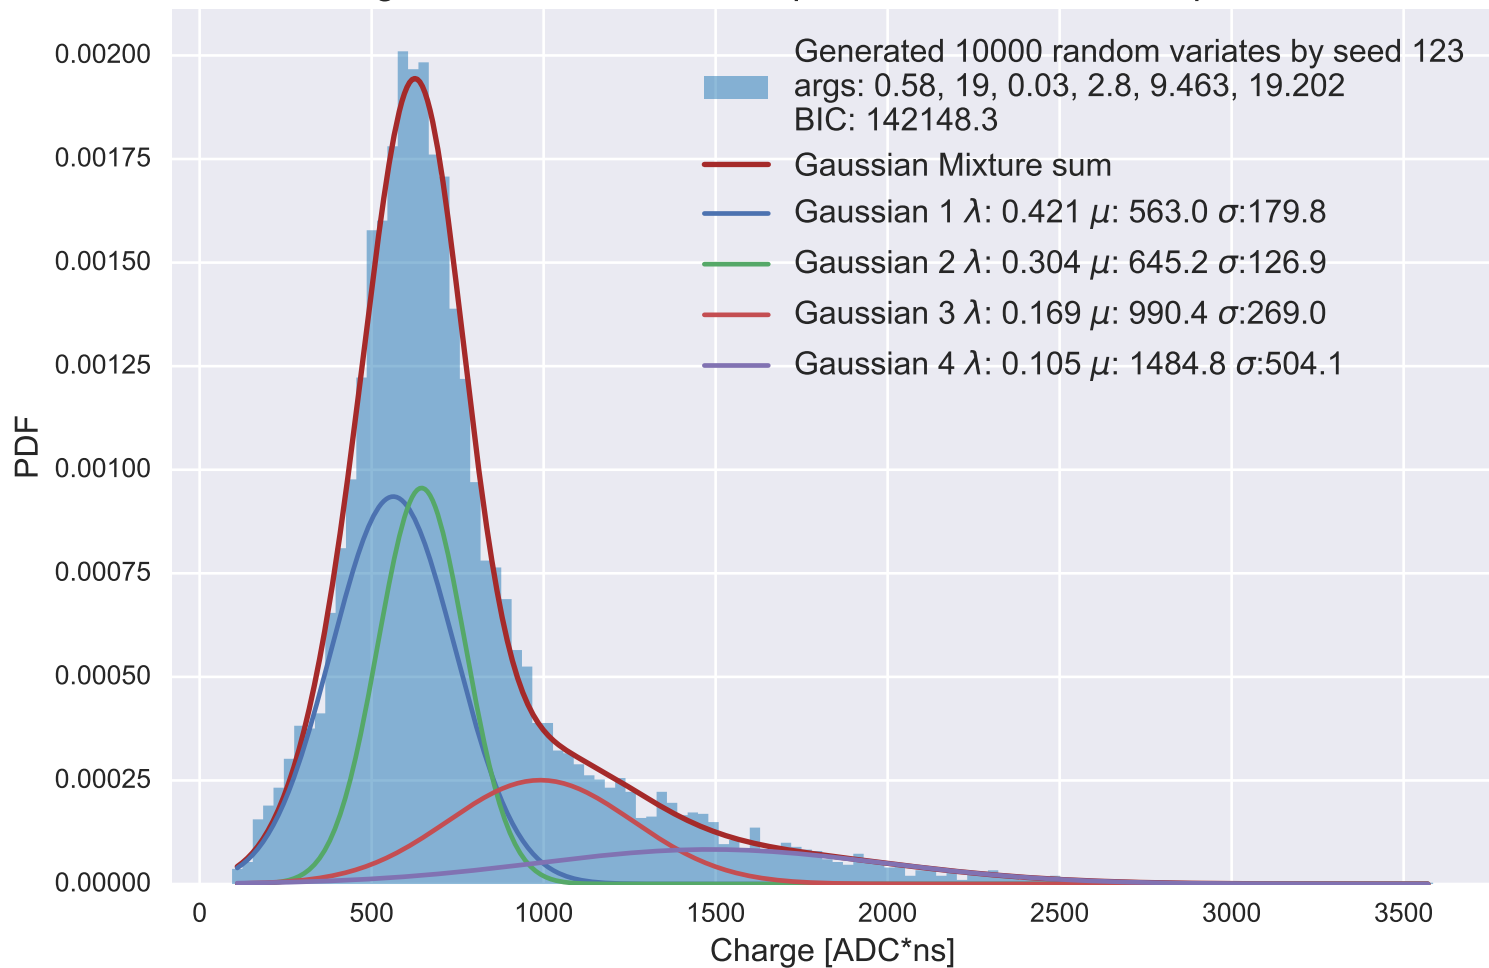 Generated 10000 random variates by seed 123
args: 0.58, 19, 0.03, 2.8, 9.463, 19.202
BIC: 142148.3
Gaussian Mixture sum
Gaussian 1 λ: 0.421 μ: 563.0 σ:179.8
Gaussian 2 λ: 0.304 μ: 645.2 σ:126.9
Gaussian 3 λ: 0.169 μ: 990.4 σ:269.0
Gaussian 4 λ: 0.105 μ: 1484.8 σ:504.1
PDF
0.00200
0.00175
0.00150
0.00125
0.00100
0.00075
0.00050
0.00025
0.00000
0 500 1000 1500 2000 2500 3000 3500
Charge [ADC*ns]